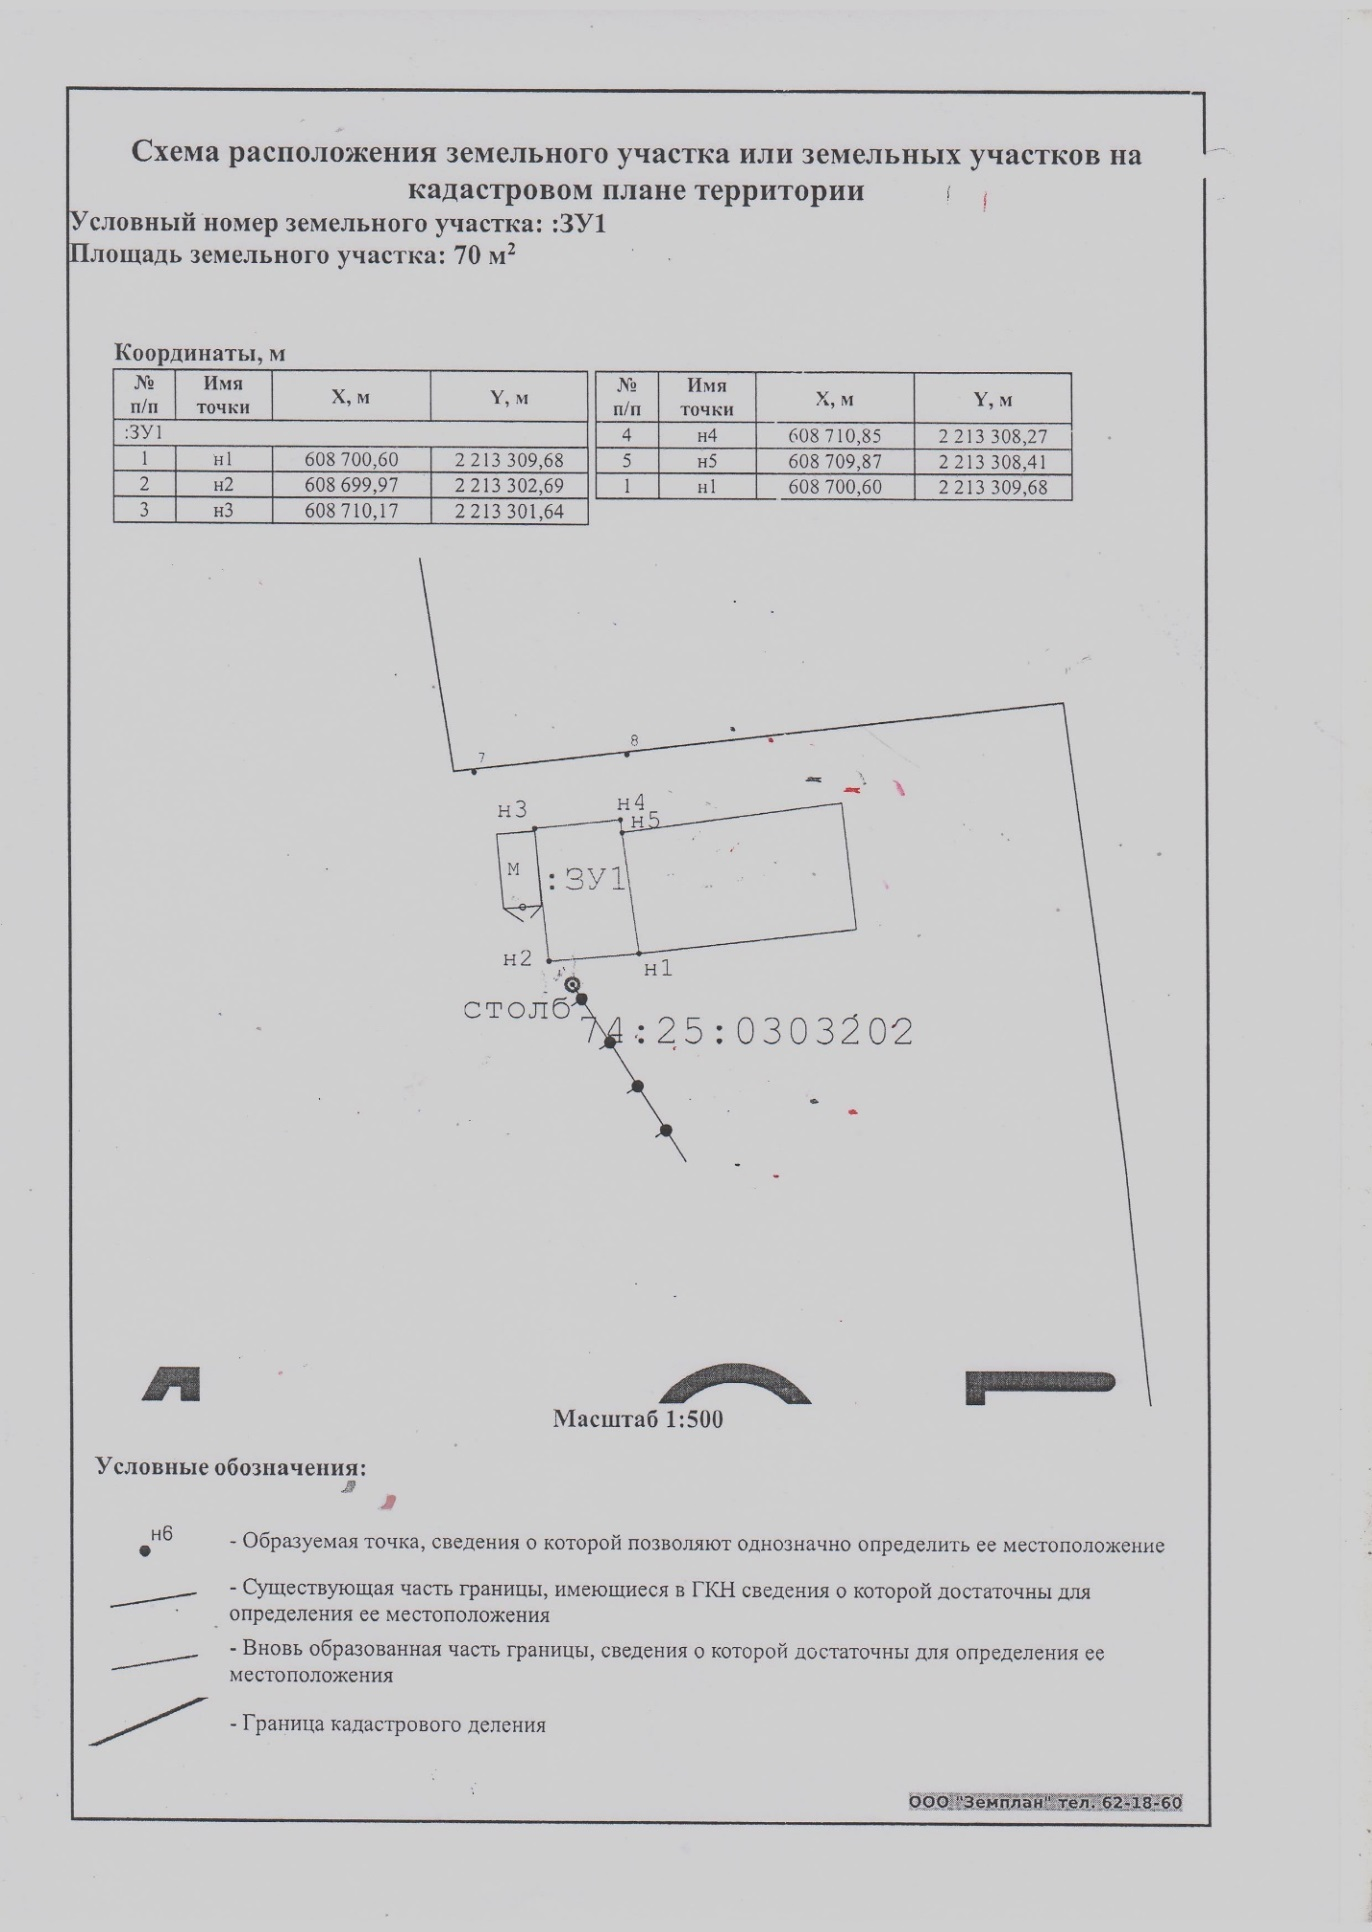 Схема расположения земельного участка или земельных участков на
кадастровом плане территории
Условный номер земельного участка: :ЗУ1
Площадь земельного участка: 70 м²
Координаты, м
№ п/п Имя точки X, м Y, м
:ЗУ1
1 н1 608 700,60 2 213 309,68
2 н2 608 699,97 2 213 302,69
3 н3 608 710,17 2 213 301,64
№ п/п Имя точки X, м Y, м
4 н4 608 710,85 2 213 308,27
5 н5 608 709,87 2 213 308,41
1 н1 608 700,60 2 213 309,68
8
7
н3
н4
н5
М
:ЗУ1
н2
н1
столб
74:25:0303202
Масштаб 1:500
Условные обозначения:
н6
- Образуемая точка, сведения о которой позволяют однозначно определить ее местоположение
- Существующая часть границы, имеющиеся в ГКН сведения о которой достаточны для
определения ее местоположения
- Вновь образованная часть границы, сведения о которой достаточны для определения ее
местоположения
- Граница кадастрового деления
ООО "Земплан" тел. 62-18-60